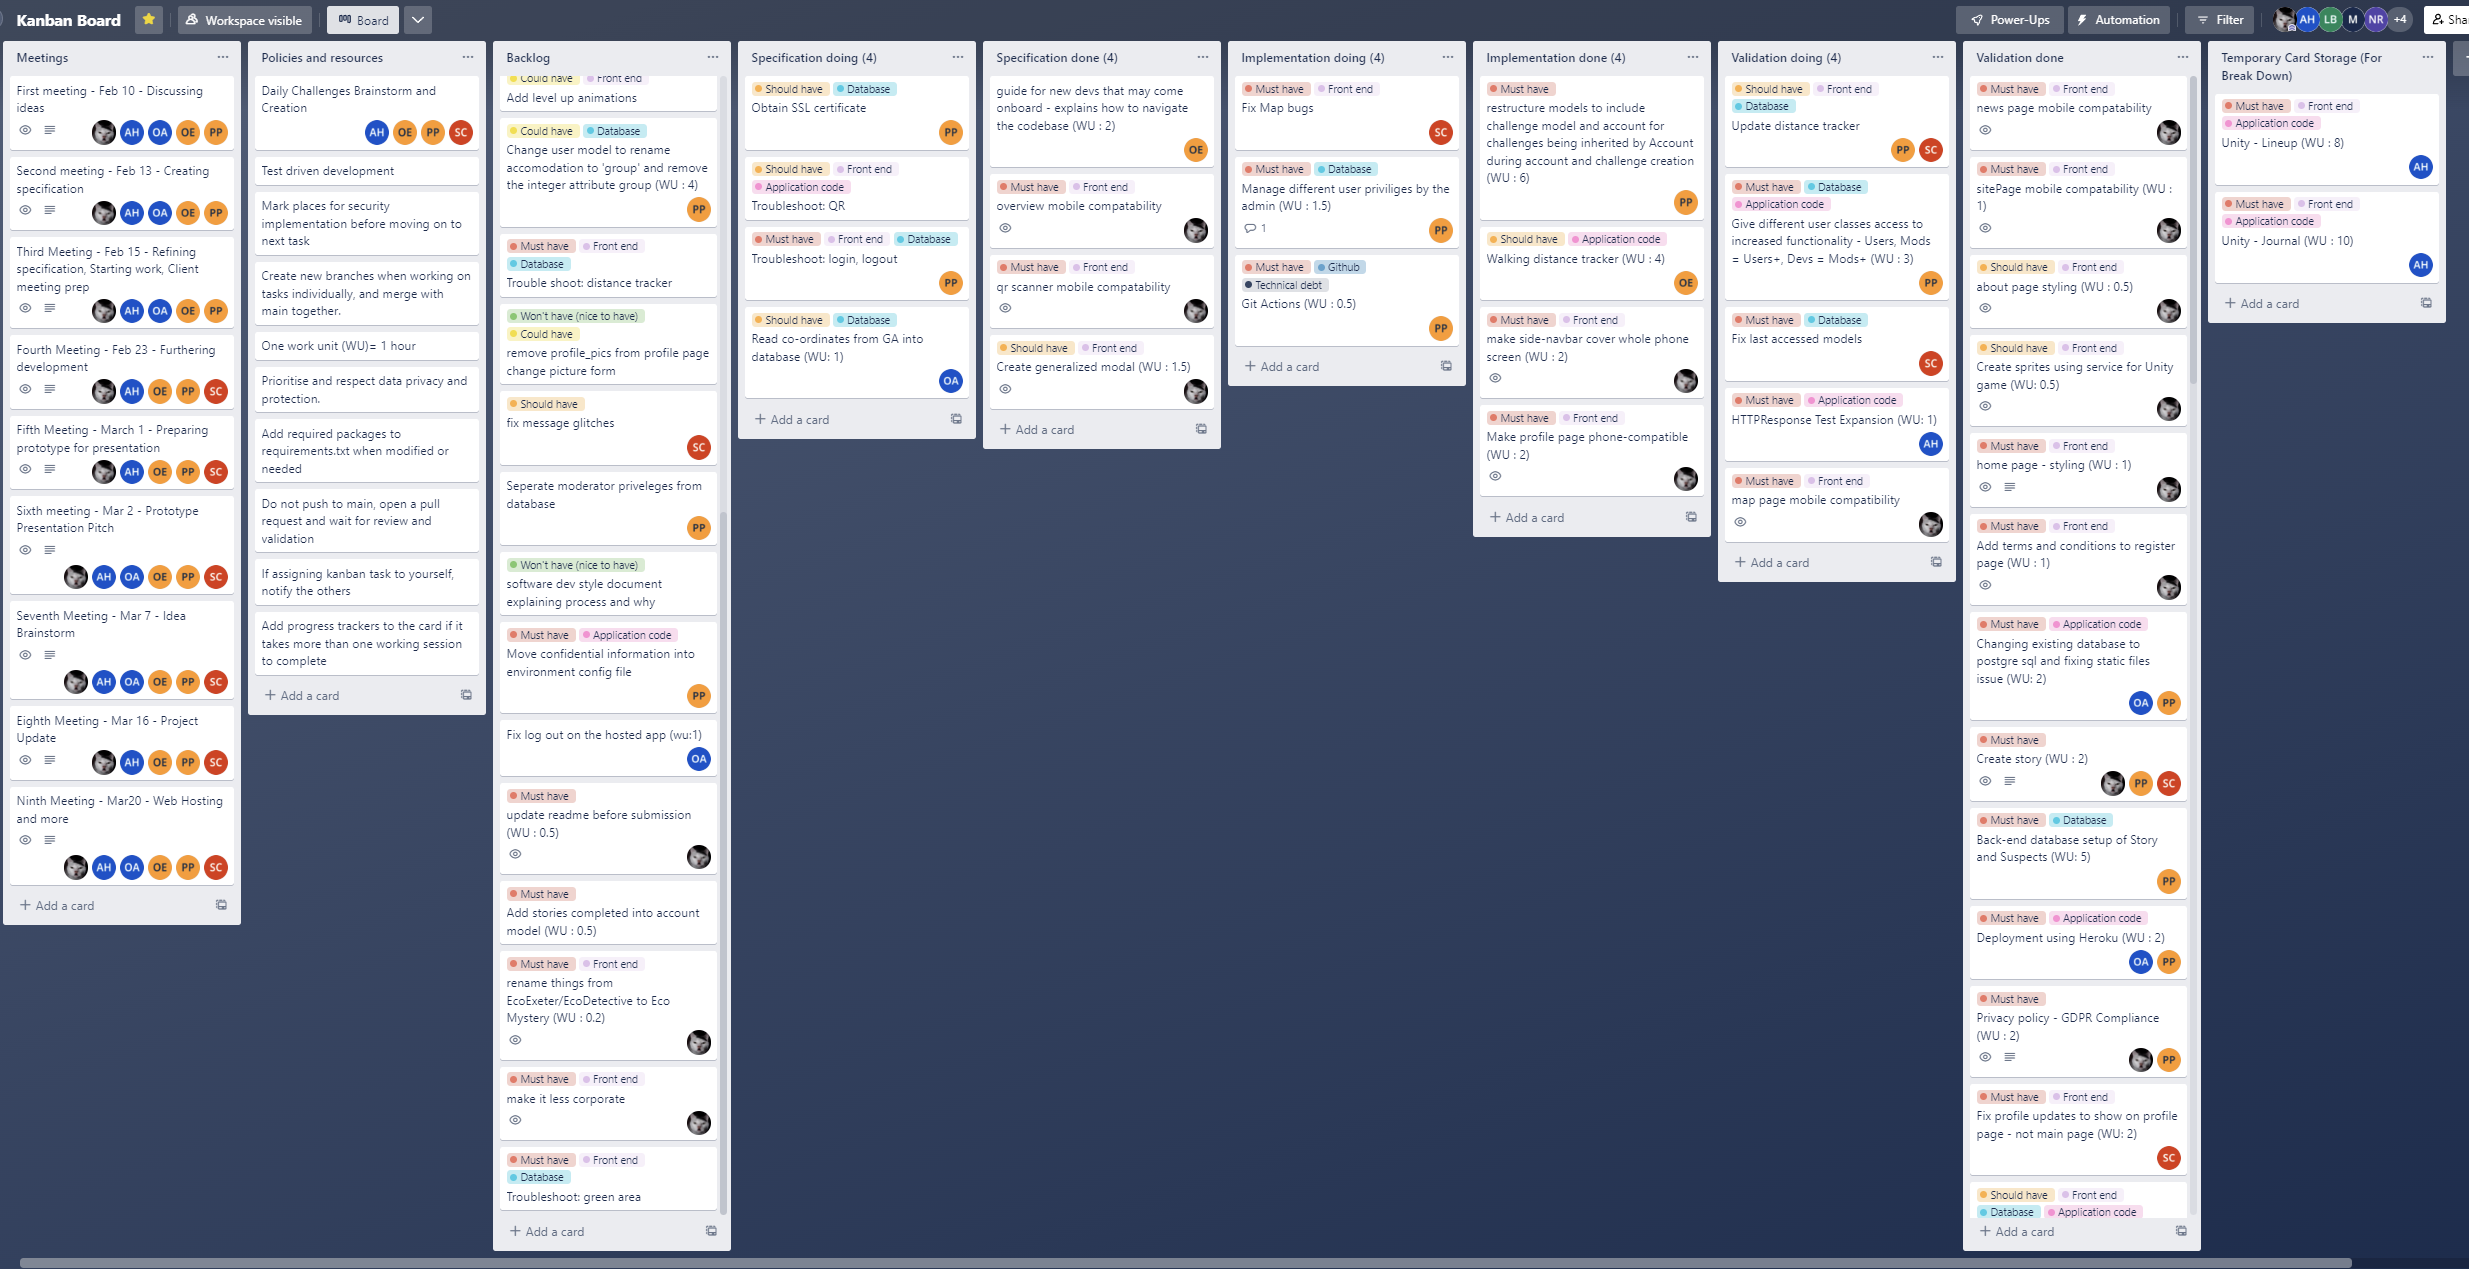 Kanban Board
Workspace visible
Board
Power-Ups
Automation
Filter
AH
LB
M
NR
+4
Sha
Meetings
First meeting - Feb 10 - Discussing
ideas
AH OA OE PP
Second meeting - Feb 13 - Creating
specification
AH OA OE PP
Third Meeting - Feb 15 - Refining
specification, Starting work, Client
meeting prep
AH OA OE PP
Fourth Meeting - Feb 23 - Furthering
development
AH OE PP SC
Fifth Meeting - March 1 - Preparing
prototype for presentation
AH OE PP SC
Sixth meeting - Mar 2 - Prototype
Presentation Pitch
AH OA OE PP SC
Seventh Meeting - Mar 7 - Idea
Brainstorm
AH OA OE PP SC
Eighth Meeting - Mar 16 - Project
Update
AH OE PP SC
Ninth Meeting - Mar20 - Web Hosting
and more
AH OA OE PP SC
+ Add a card
Policies and resources
Daily Challenges Brainstorm and
Creation
AH OE PP SC
Test driven development
Mark places for security
implementation before moving on to
next task
Create new branches when working on
tasks individually, and merge with
main together.
One work unit (WU)= 1 hour
Prioritise and respect data privacy and
protection.
Add required packages to
requirements.txt when modified or
needed
Do not push to main, open a pull
request and wait for review and
validation
If assigning kanban task to yourself,
notify the others
Add progress trackers to the card if it
takes more than one working session
to complete
+ Add a card
Backlog
Could have Front end
Add level up animations
Could have Database
Change user model to rename
accomodation to 'group' and remove
the integer attribute group (WU : 4)
PP
Must have Front end
Database
Trouble shoot: distance tracker
Won't have (nice to have)
Could have
remove profile_pics from profile page
change picture form
Should have
fix message glitches
SC
Seperate moderator priveleges from
database
PP
Won't have (nice to have)
software dev style document
explaining process and why
Must have Application code
Move confidential information into
environment config file
PP
Fix log out on the hosted app (wu:1)
OA
Must have
update readme before submission
(WU : 0.5)
Must have
Add stories completed into account
model (WU : 0.5)
Must have Front end
rename things from
EcoExeter/EcoDetective to Eco
Mystery (WU : 0.2)
Must have Front end
make it less corporate
Must have Front end
Database
Troubleshoot: green area
+ Add a card
Specification doing (4)
Should have Database
Obtain SSL certificate
PP
Should have Front end
Application code
Troubleshoot: QR
Must have Front end Database
Troubleshoot: login, logout
PP
Should have Database
Read co-ordinates from GA into
database (WU: 1)
OA
+ Add a card
Specification done (4)
guide for new devs that may come
onboard - explains how to navigate
the codebase (WU : 2)
OE
Must have Front end
overview mobile compatability
Must have Front end
qr scanner mobile compatability
Should have Front end
Create generalized modal (WU : 1.5)
+ Add a card
Implementation doing (4)
Must have Front end
Fix Map bugs
SC
Must have Database
Manage different user priviliges by the
admin (WU : 1.5)
1
PP
Must have Github
Technical debt
Git Actions (WU : 0.5)
PP
+ Add a card
Implementation done (4)
Must have
restructure models to include
challenge model and account for
challenges being inherited by Account
during account and challenge creation
(WU : 6)
PP
Should have Application code
Walking distance tracker (WU : 4)
OE
Must have Front end
make side-navbar cover whole phone
screen (WU : 2)
Must have Front end
Make profile page phone-compatible
(WU : 2)
+ Add a card
Validation doing (4)
Should have Front end
Database
Update distance tracker
PP SC
Must have Database
Application code
Give different user classes access to
increased functionality - Users, Mods
= Users+, Devs = Mods+ (WU : 3)
PP
Must have Database
Fix last accessed models
SC
Must have Application code
HTTPResponse Test Expansion (WU: 1)
AH
Must have Front end
map page mobile compatibility
+ Add a card
Validation done
Must have Front end
news page mobile compatability
Must have Front end
sitePage mobile compatability (WU :
1)
Should have Front end
about page styling (WU : 0.5)
Should have Front end
Create sprites using service for Unity
game (WU: 0.5)
Must have Front end
home page - styling (WU : 1)
Must have Front end
Add terms and conditions to register
page (WU : 1)
Must have Application code
Changing existing database to
postgre sql and fixing static files
issue (WU: 2)
OA PP
Must have
Create story (WU : 2)
PP SC
Must have Database
Back-end database setup of Story
and Suspects (WU: 5)
PP
Must have Application code
Deployment using Heroku (WU : 2)
OA PP
Must have
Privacy policy - GDPR Compliance
(WU : 2)
PP
Must have Front end
Fix profile updates to show on profile
page - not main page (WU: 2)
SC
Should have Front end
Database Application code
+ Add a card
Temporary Card Storage (For
Break Down)
Must have Front end
Application code
Unity - Lineup (WU : 8)
AH
Must have Front end
Application code
Unity - Journal (WU : 10)
AH
+ Add a card